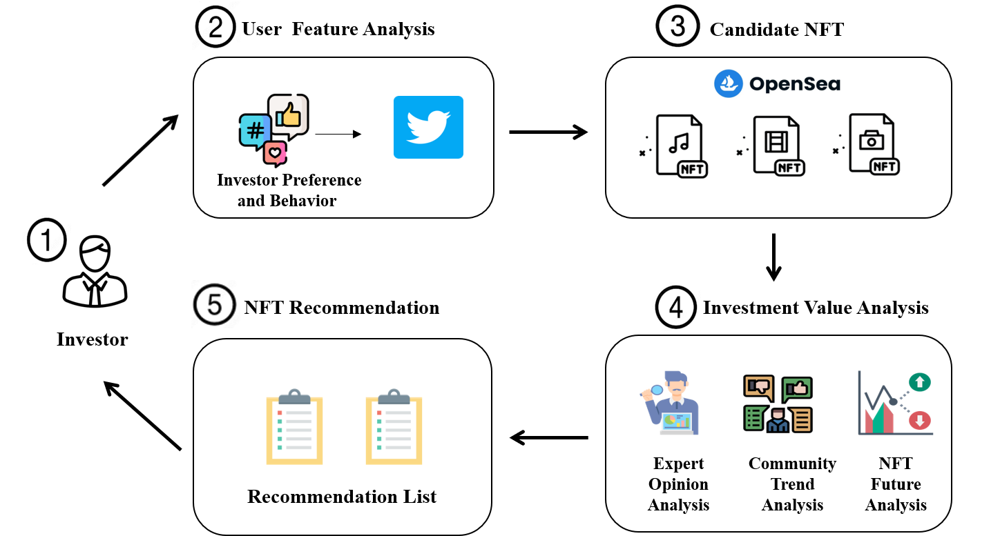 2 User Feature Analysis
3 Candidate NFT
OpenSea
#
NFT
NFT
NFT
Investor Preference
and Behavior
1
Investor
5 NFT Recommendation
4 Investment Value Analysis
Recommendation List
Expert
Opinion
Analysis
Community
Trend
Analysis
NFT
Future
Analysis